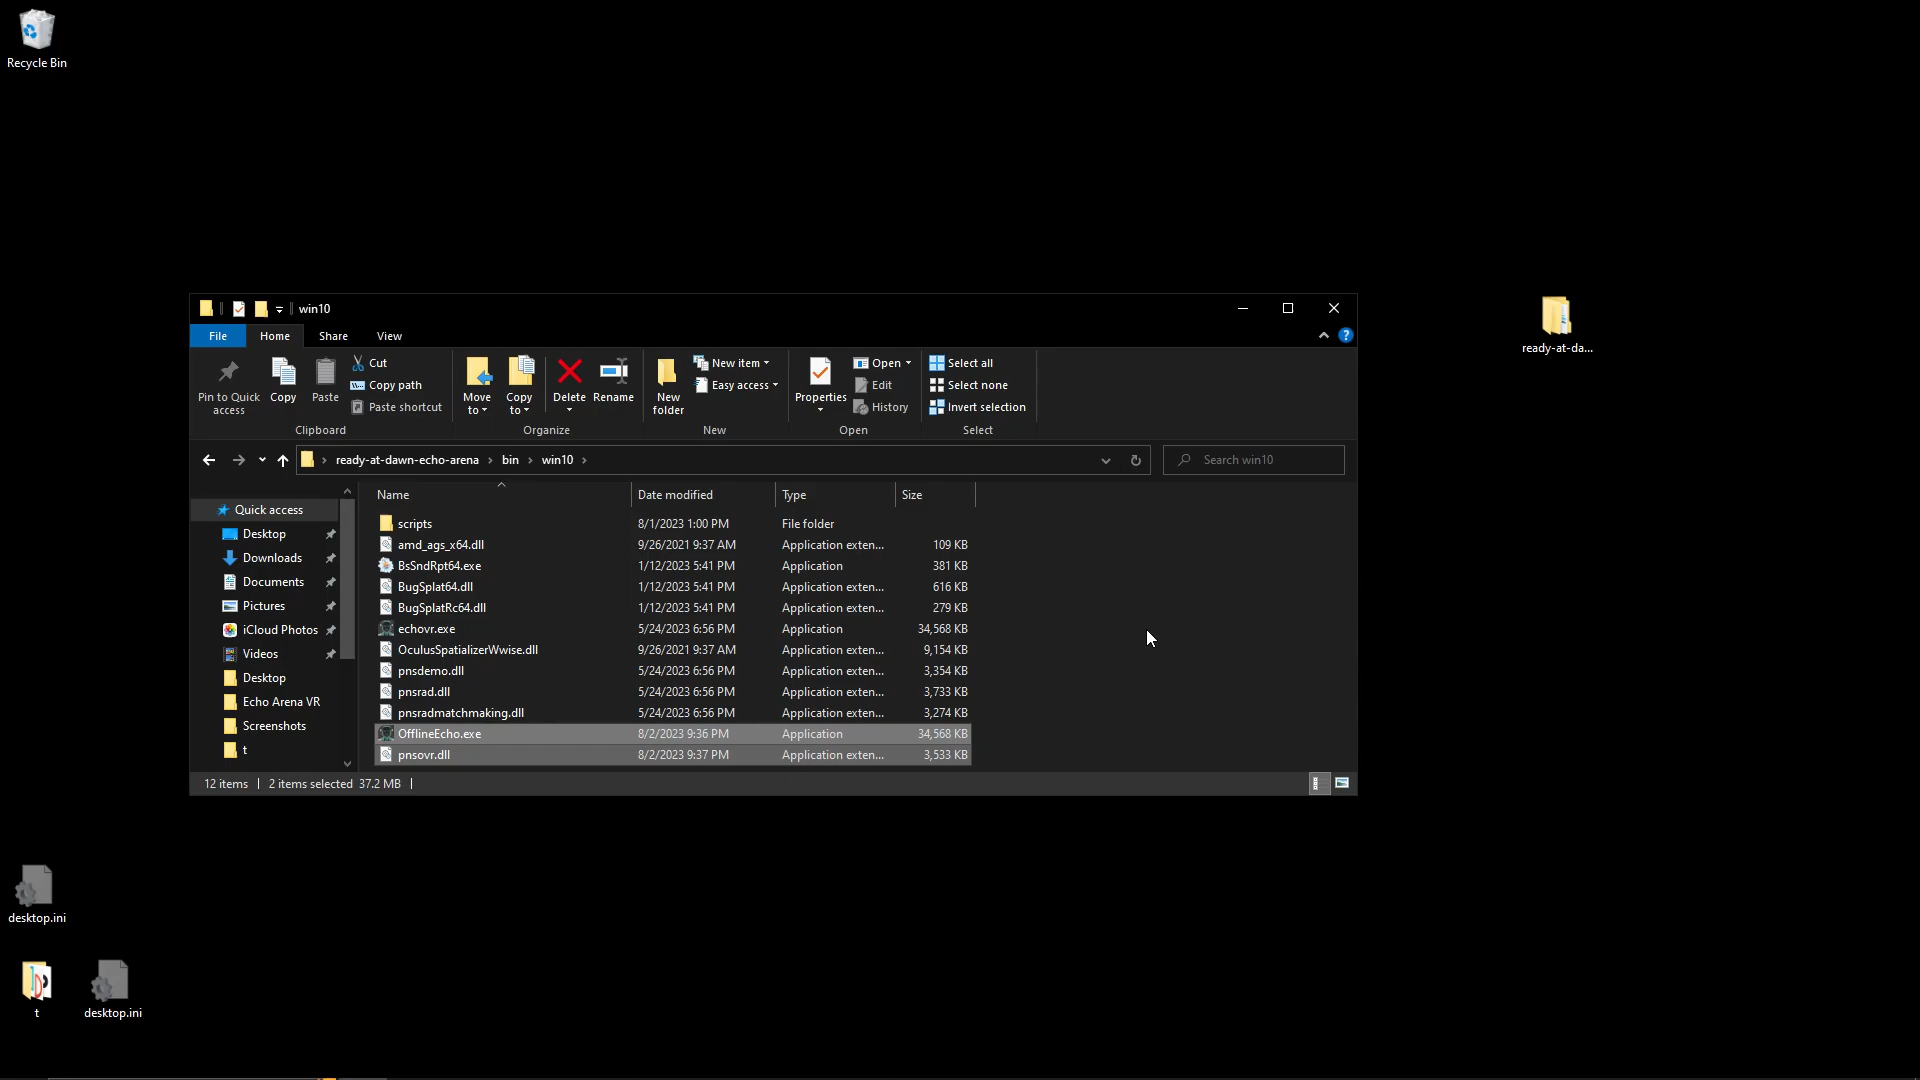 Recycle Bin
win10
File Home Share View
Pin to Quick access
Copy
Paste
Cut
Copy path
Paste shortcut
Clipboard
Move to
Copy to
Delete
Rename
Organize
New folder
New item
Easy access
New
Properties
Open
Edit
History
Open
Select all
Select none
Invert selection
Select
ready-at-dawn-echo-arena > bin > win10 >
Search win10
Quick access
Desktop
Downloads
Documents
Pictures
iCloud Photos
Videos
Desktop
Echo Arena VR
Screenshots
t
Name Date modified Type Size
scripts 8/1/2023 1:00 PM File folder
amd_ags_x64.dll 9/26/2021 9:37 AM Application exten... 109 KB
BsSndRpt64.exe 1/12/2023 5:41 PM Application 381 KB
BugSplat64.dll 1/12/2023 5:41 PM Application exten... 616 KB
BugSplatRc64.dll 1/12/2023 5:41 PM Application exten... 279 KB
echovr.exe 5/24/2023 6:56 PM Application 34,568 KB
OculusSpatializerWwise.dll 9/26/2021 9:37 AM Application exten... 9,154 KB
pnsdemo.dll 5/24/2023 6:56 PM Application exten... 3,354 KB
pnsrad.dll 5/24/2023 6:56 PM Application exten... 3,733 KB
pnsradmatchmaking.dll 5/24/2023 6:56 PM Application exten... 3,274 KB
OfflineEcho.exe 8/2/2023 9:36 PM Application 34,568 KB
pnsovr.dll 8/2/2023 9:37 PM Application exten... 3,533 KB
12 items | 2 items selected 37.2 MB |
ready-at-da...
desktop.ini
t
desktop.ini